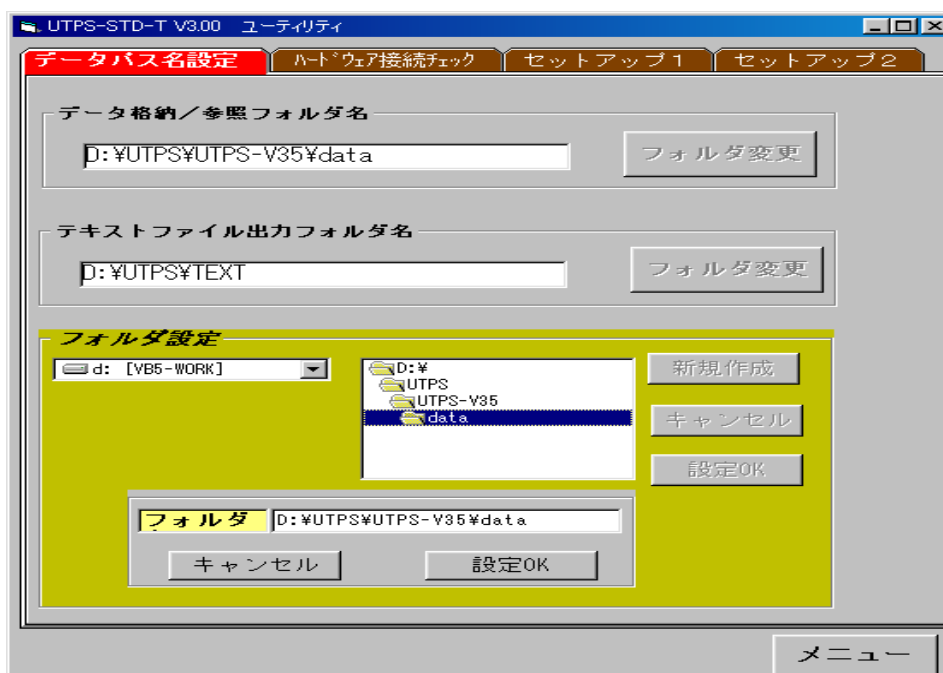 UTPS-STD-T V3.00 ユーティリティ
データパス名設定 ﾊｰﾄﾞｳｪｱ接続ﾁｪｯｸ セットアップ1 セットアップ2
データ格納/参照フォルダ名
D:¥UTPS¥UTPS-V35¥data フォルダ変更
テキストファイル出力フォルダ名
D:¥UTPS¥TEXT フォルダ変更
フォルダ設定
d: [VB5-WORK]
D:¥
UTPS
UTPS-V35
data
新規作成
キャンセル
設定OK
フォルダ D:¥UTPS¥UTPS-V35¥data
キャンセル 設定OK
メニュー